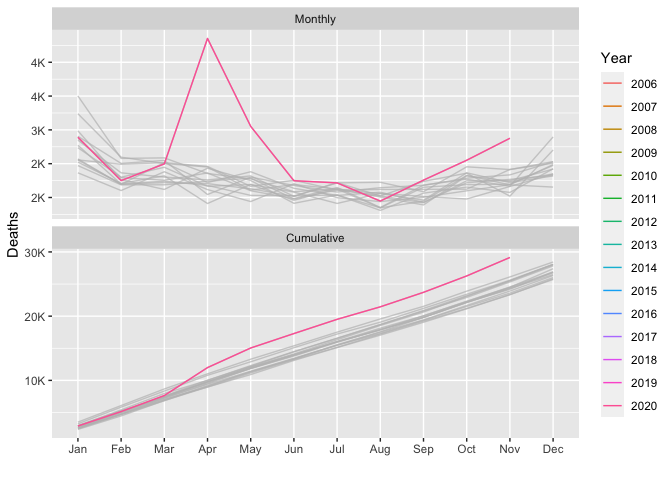 Monthly
4K
4K
3K
2K
2K
Deaths
Cumulative
30K
20K
10K
Jan Feb Mar Apr May Jun Jul Aug Sep Oct Nov Dec
Year
2006
2007
2008
2009
2010
2011
2012
2013
2014
2015
2016
2017
2018
2019
2020